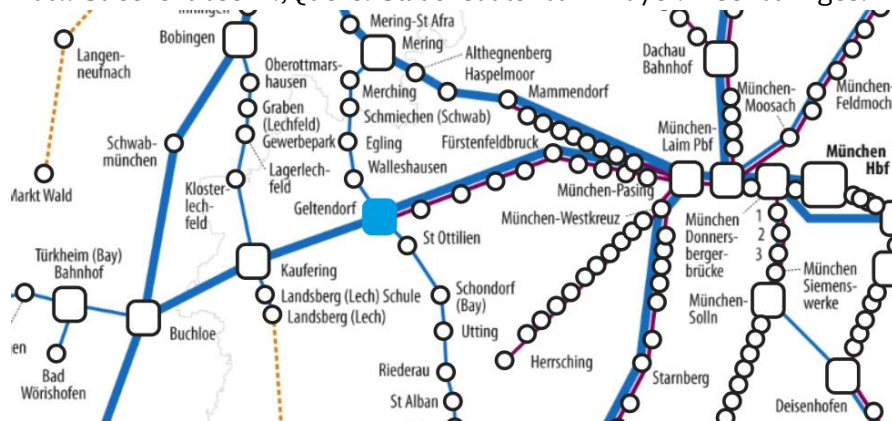 Mering-St Afra
Bobingen
Mering
Langen-
neufnach
Althegnenberg
Haspelmoor
Dachau
Bahnhof
Oberottmars-
hausen
Merching
Mammendorf
München-
Moosach
München-
Feldmoch
Graben
(Lechfeld)
Gewerbepark
Schmiechen (Schwab)
Schwab-
münchen
Egling
Fürstenfeldbruck
München-
Laim Pbf
München
Hbf
Walleshausen
Lagerlech-
feld
Markt Wald
Kloster-
lech-
feld
Geltendorf
München-Pasing
München-Westkreuz
München
Donners-
berger-
brücke
1
2
3
St Ottilien
Türkheim (Bay)
Bahnhof
Kaufering
München
Siemens-
werke
Landsberg (Lech) Schule
Landsberg (Lech)
Schondorf
(Bay)
München-
Solln
Buchloe
Utting
gen
Bad
Wörishofen
Herrsching
Riederau
Starnberg
St Alban
Deisenhofen